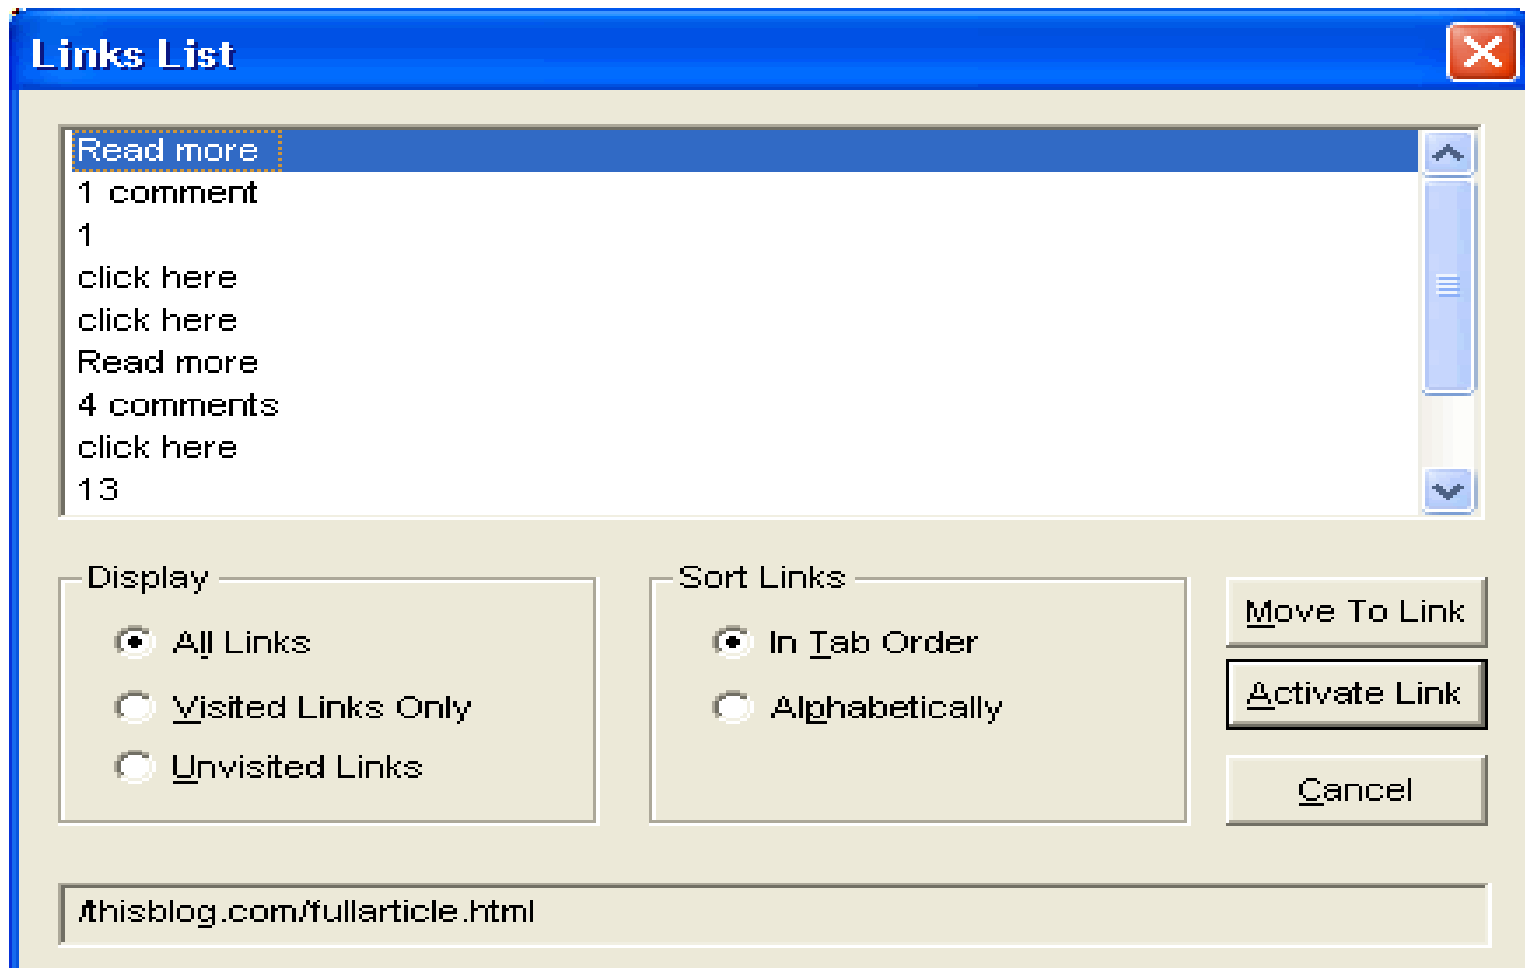 Links List
Read more
1 comment
1
click here
click here
Read more
4 comments
click here
13
Display
All Links
Visited Links Only
Unvisited Links
Sort Links
In Tab Order
Alphabetically
Move To Link
Activate Link
Cancel
/thisblog.com/fullarticle.html